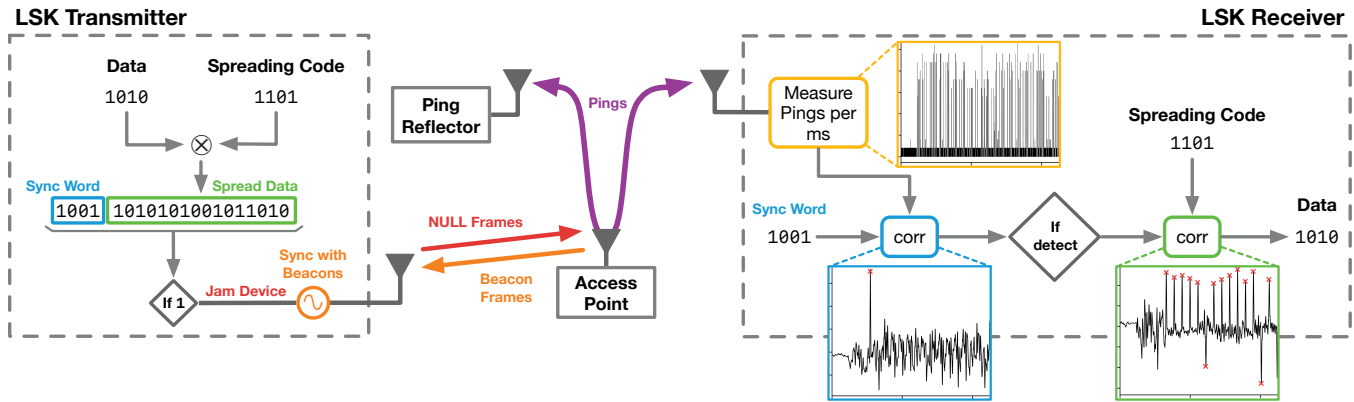 LSK Transmitter
Data
Spreading Code
1010
1101
Sync Word
Spread Data
1001
1010101001011010
If 1
Jam Device
Sync with
Beacons
Ping
Reflector
Pings
NULL Frames
Beacon
Frames
Access
Point
LSK Receiver
Measure
Pings per
ms
Spreading Code
1101
Sync Word
1001
corr
If
detect
corr
Data
1010